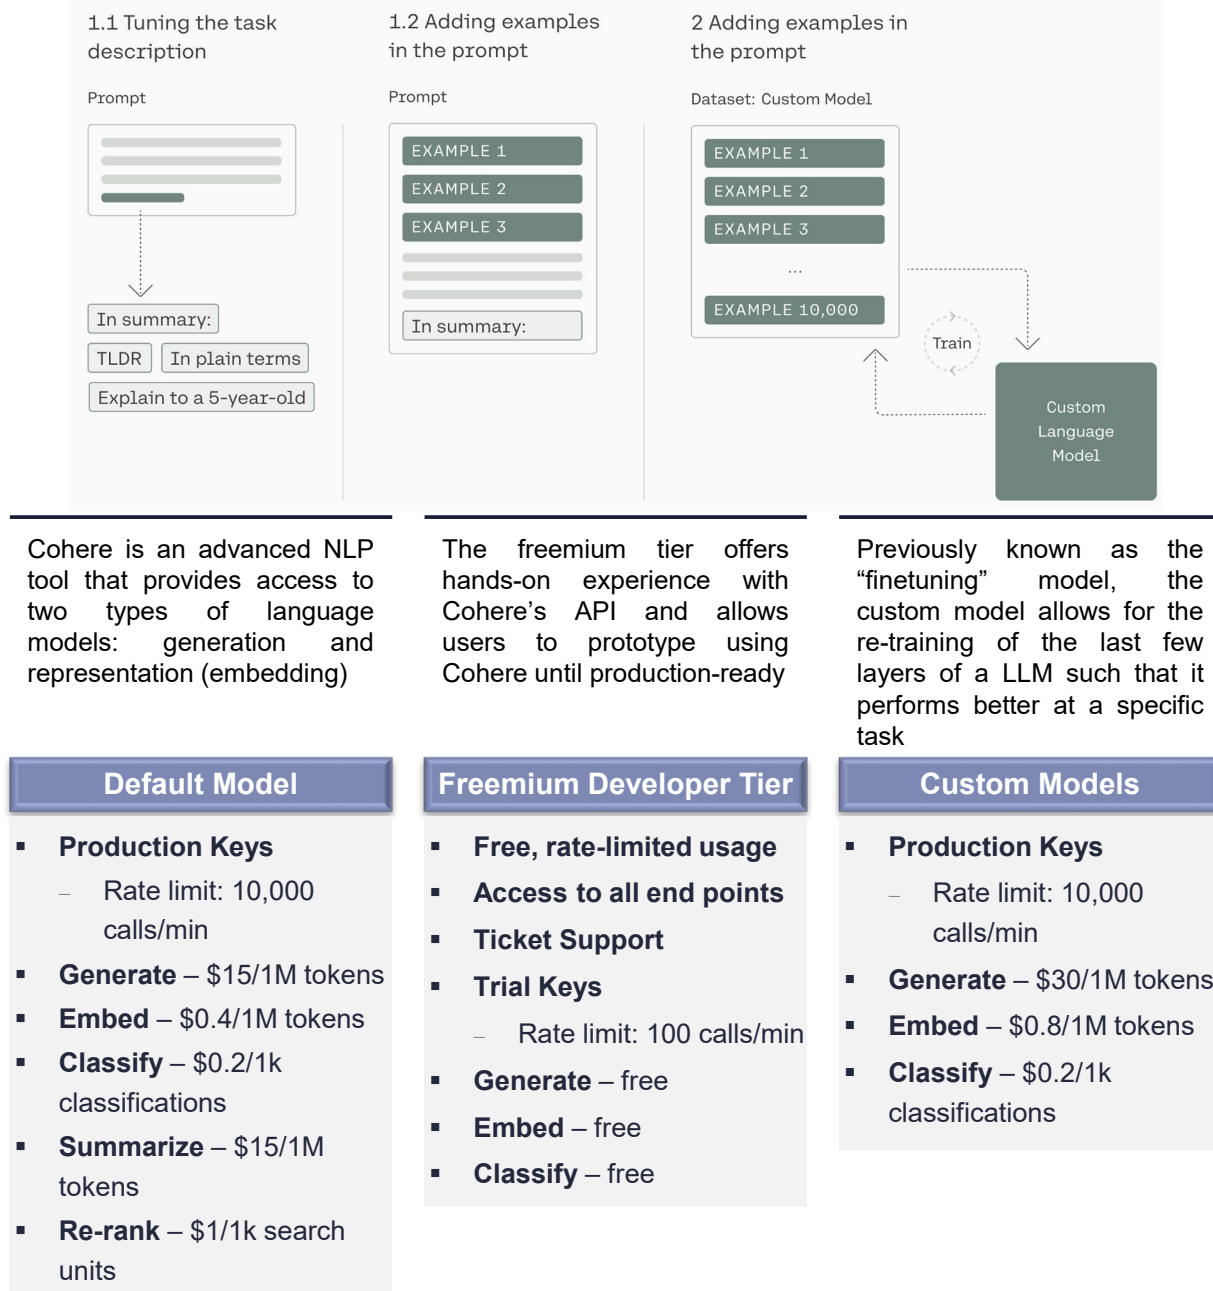 1.1 Tuning the task
description
Prompt
In summary:
TLDR
In plain terms
Explain to a 5-year-old
1.2 Adding examples
in the prompt
Prompt
EXAMPLE 1
EXAMPLE 2
EXAMPLE 3
In summary:
2 Adding examples in
the prompt
Dataset: Custom Model
EXAMPLE 1
EXAMPLE 2
EXAMPLE 3
...
EXAMPLE 10,000
Train
Custom
Language
Model
Cohere is an advanced NLP
tool that provides access to
two types of language
models: generation and
representation (embedding)
The freemium tier offers
hands-on experience with
Cohere’s API and allows
users to prototype using
Cohere until production-ready
Previously known as the
“finetuning” model, the
custom model allows for the
re-training of the last few
layers of a LLM such that it
performs better at a specific
task
Default Model
▪ Production Keys
– Rate limit: 10,000
calls/min
▪ Generate – $15/1M tokens
▪ Embed – $0.4/1M tokens
▪ Classify – $0.2/1k
classifications
▪ Summarize – $15/1M
tokens
▪ Re-rank – $1/1k search
units
Freemium Developer Tier
▪ Free, rate-limited usage
▪ Access to all end points
▪ Ticket Support
▪ Trial Keys
– Rate limit: 100 calls/min
▪ Generate – free
▪ Embed – free
▪ Classify – free
Custom Models
▪ Production Keys
– Rate limit: 10,000
calls/min
▪ Generate – $30/1M tokens
▪ Embed – $0.8/1M tokens
▪ Classify – $0.2/1k
classifications